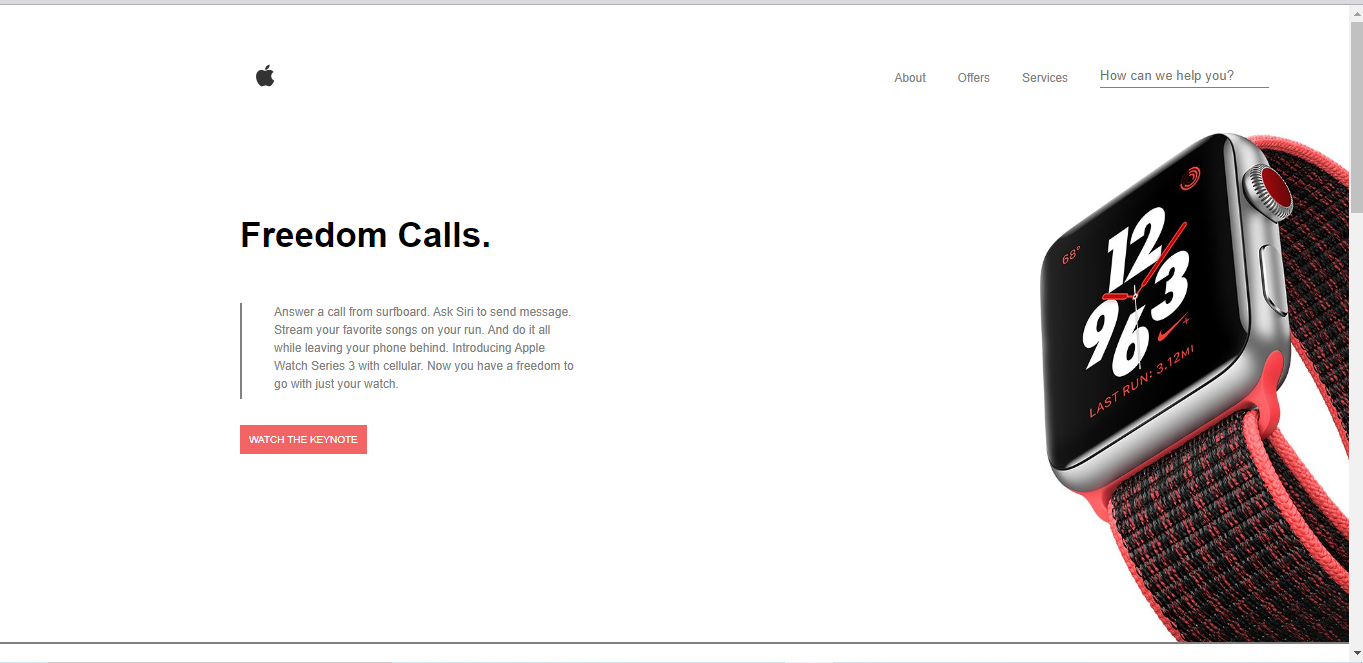 About Offers Services How can we help you?
Freedom Calls.
Answer a call from surfboard. Ask Siri to send message.
Stream your favorite songs on your run. And do it all
while leaving your phone behind. Introducing Apple
Watch Series 3 with cellular. Now you have a freedom to
go with just your watch.
WATCH THE KEYNOTE
68°
12
3
9
6
LAST RUN: 3.12MI